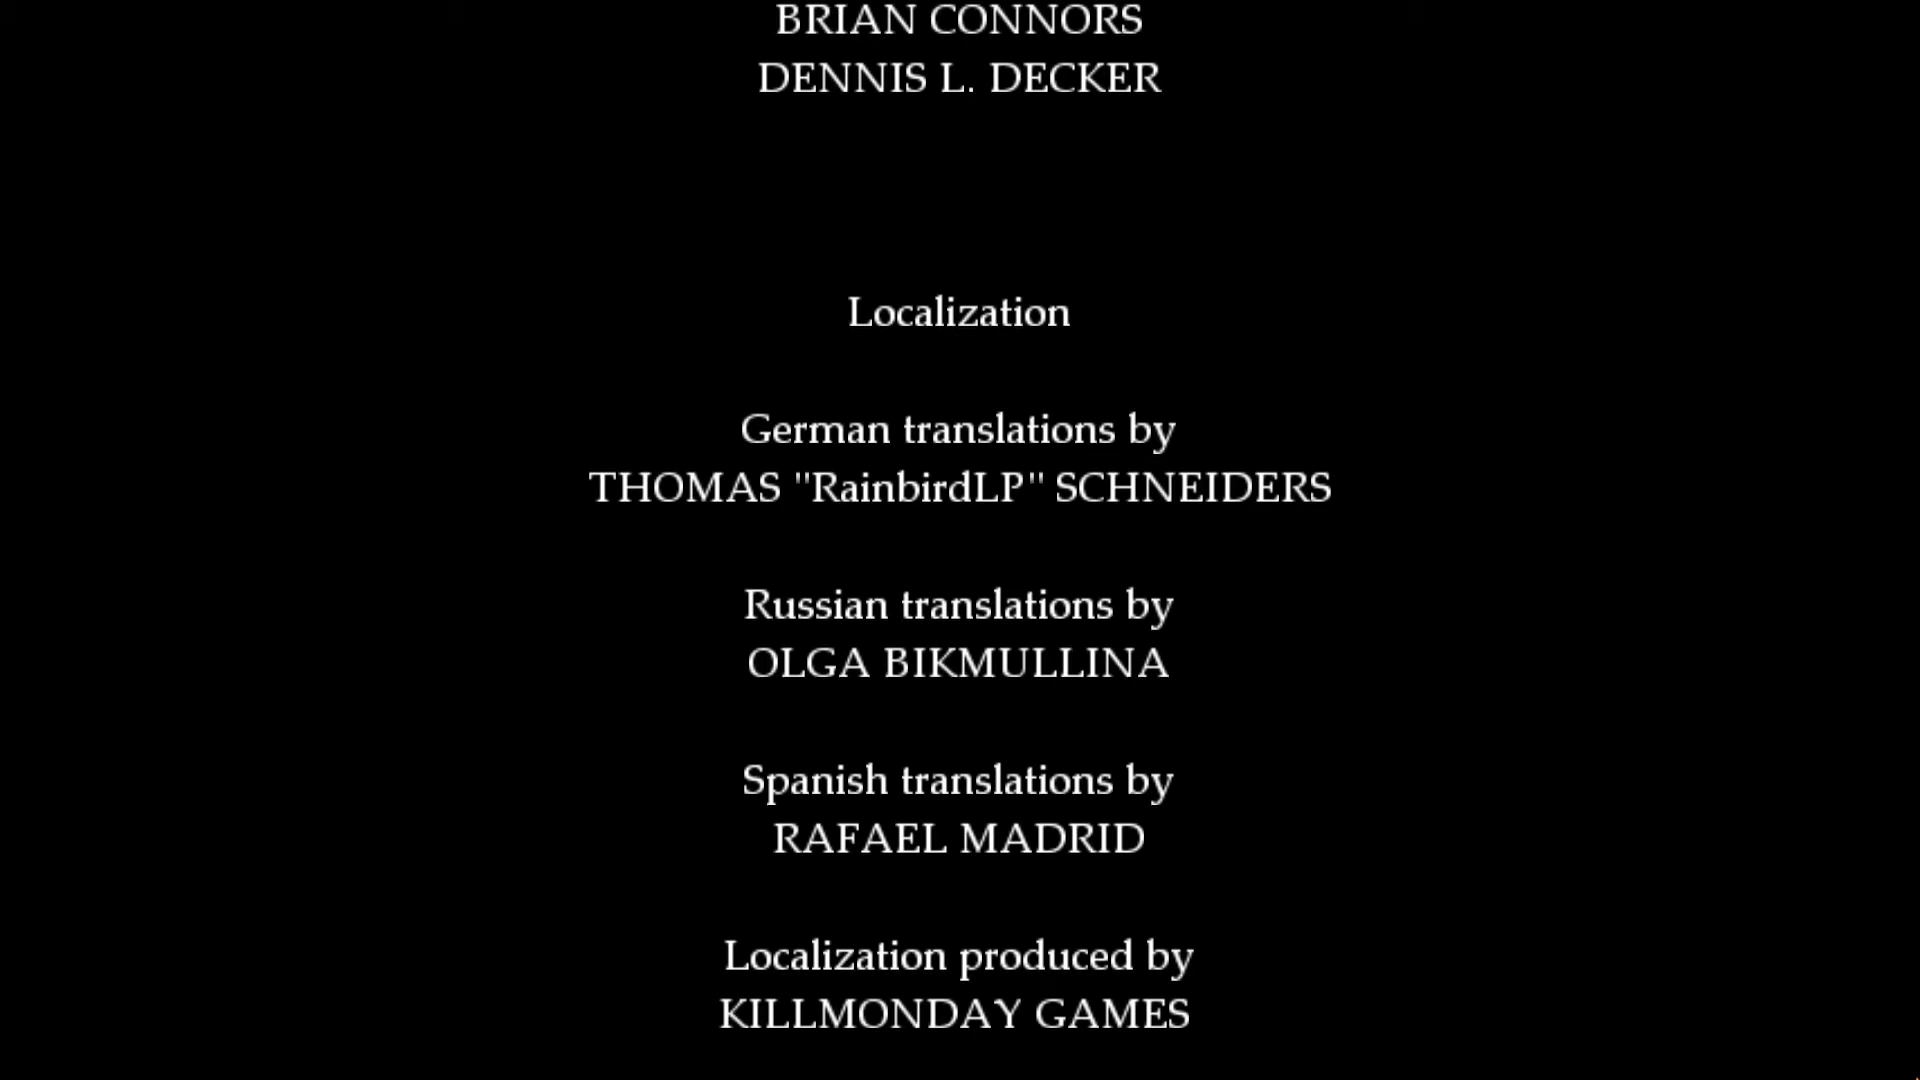 BRIAN CONNORS
DENNIS L. DECKER
Localization
German translations by
THOMAS "RainbirdLP" SCHNEIDERS
Russian translations by
OLGA BIKMULLINA
Spanish translations by
RAFAEL MADRID
Localization produced by
KILLMONDAY GAMES